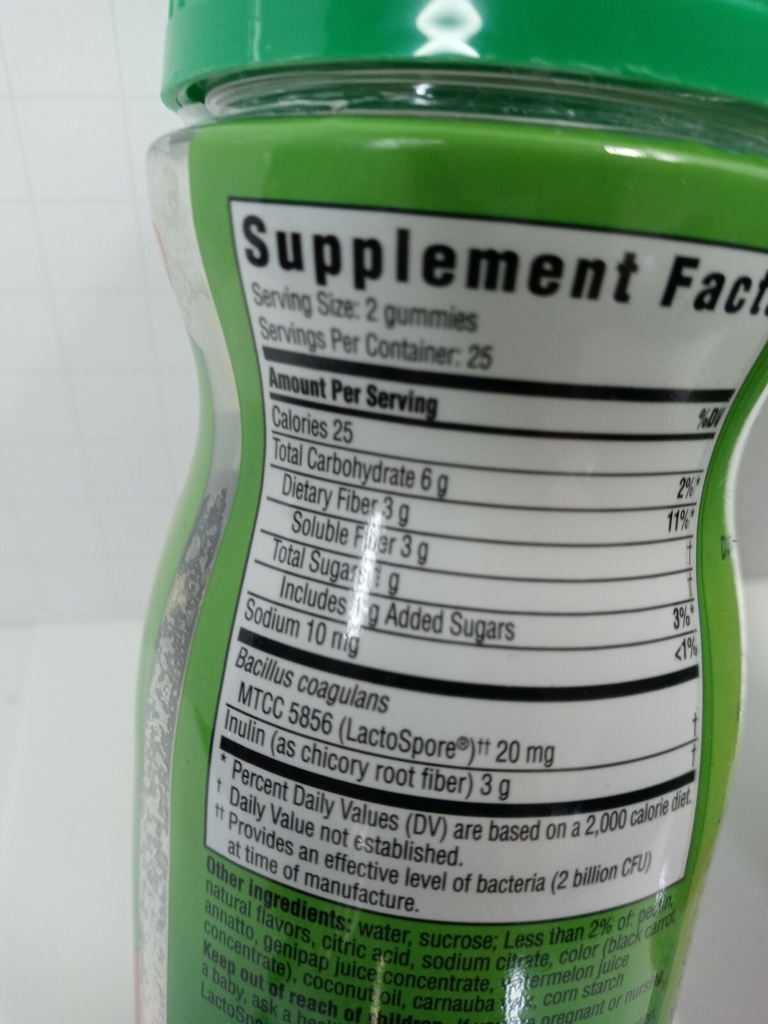 Supplement Fact
Serving Size: 2 gummies
Servings Per Container: 25
Amount Per Serving %DV
Calories 25
Total Carbohydrate 6 g 2%*
Dietary Fiber 3 g 11%*
Soluble Fiber 3 g †
Total Sugar g †
Includes g Added Sugars 3%*
Sodium 10 mg <1%
Bacillus coagulans
MTCC 5856 (LactoSpore®)†† 20 mg †
Inulin (as chicory root fiber) 3 g †
* Percent Daily Values (DV) are based on a 2,000 calorie diet.
† Daily Value not established.
†† Provides an effective level of bacteria (2 billion CFU)
at time of manufacture.
Other ingredients: water, sucrose; Less than 2% of: pectin,
natural flavors, citric acid, sodium citrate, color (black carrot,
annatto, genipap juice concentrate, watermelon juice
concentrate), coconut oil, carnauba wax, corn starch
Keep out of reach of children. If you pregnant or nursing
a baby, ask a